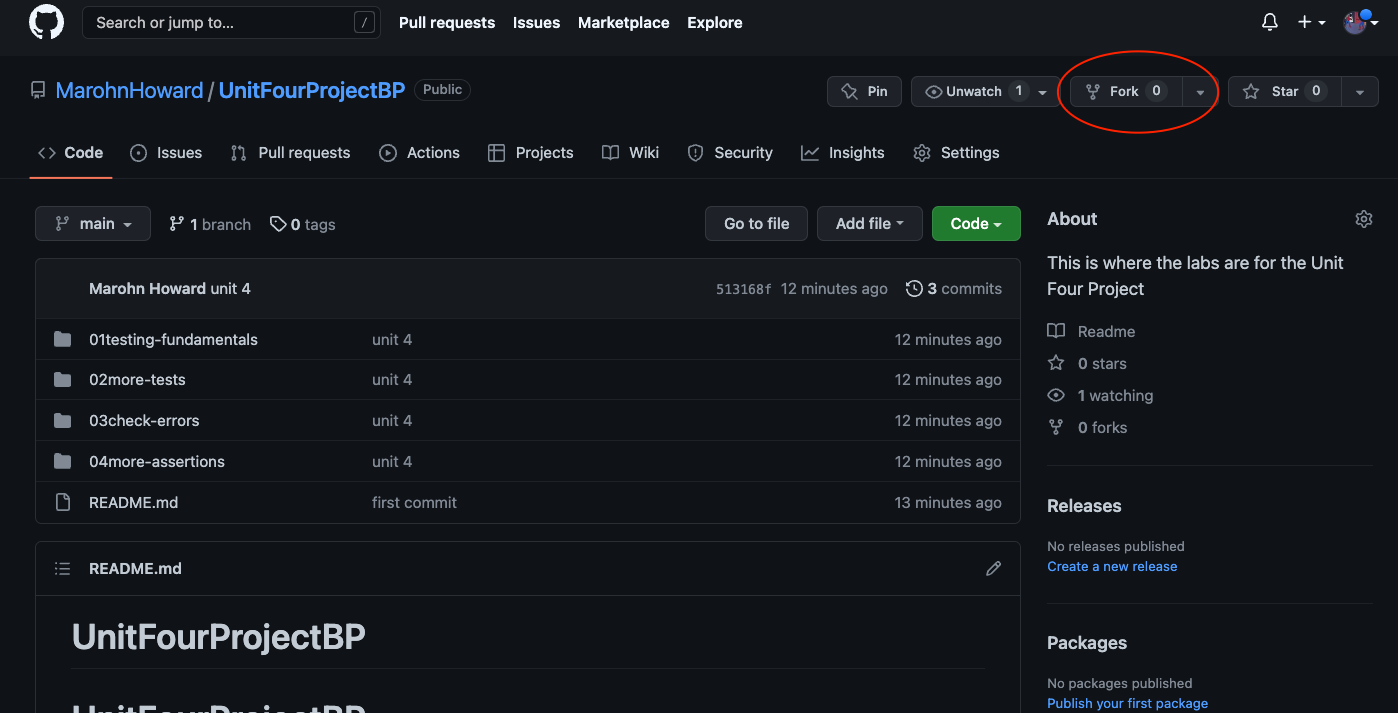 Search or jump to... / Pull requests Issues Marketplace Explore
MarohnHoward / UnitFourProjectBP Public Pin Unwatch 1 Fork 0 Star 0
Code Issues Pull requests Actions Projects Wiki Security Insights Settings
main 1 branch 0 tags Go to file Add file Code
Marohn Howard unit 4 513168f 12 minutes ago 3 commits
01testing-fundamentals unit 4 12 minutes ago
02more-tests unit 4 12 minutes ago
03check-errors unit 4 12 minutes ago
04more-assertions unit 4 12 minutes ago
README.md first commit 13 minutes ago
README.md
UnitFourProjectBP
UnitFourProjectBP
About
This is where the labs are for the Unit
Four Project
Readme
0 stars
1 watching
0 forks
Releases
No releases published
Create a new release
Packages
No packages published
Publish your first package